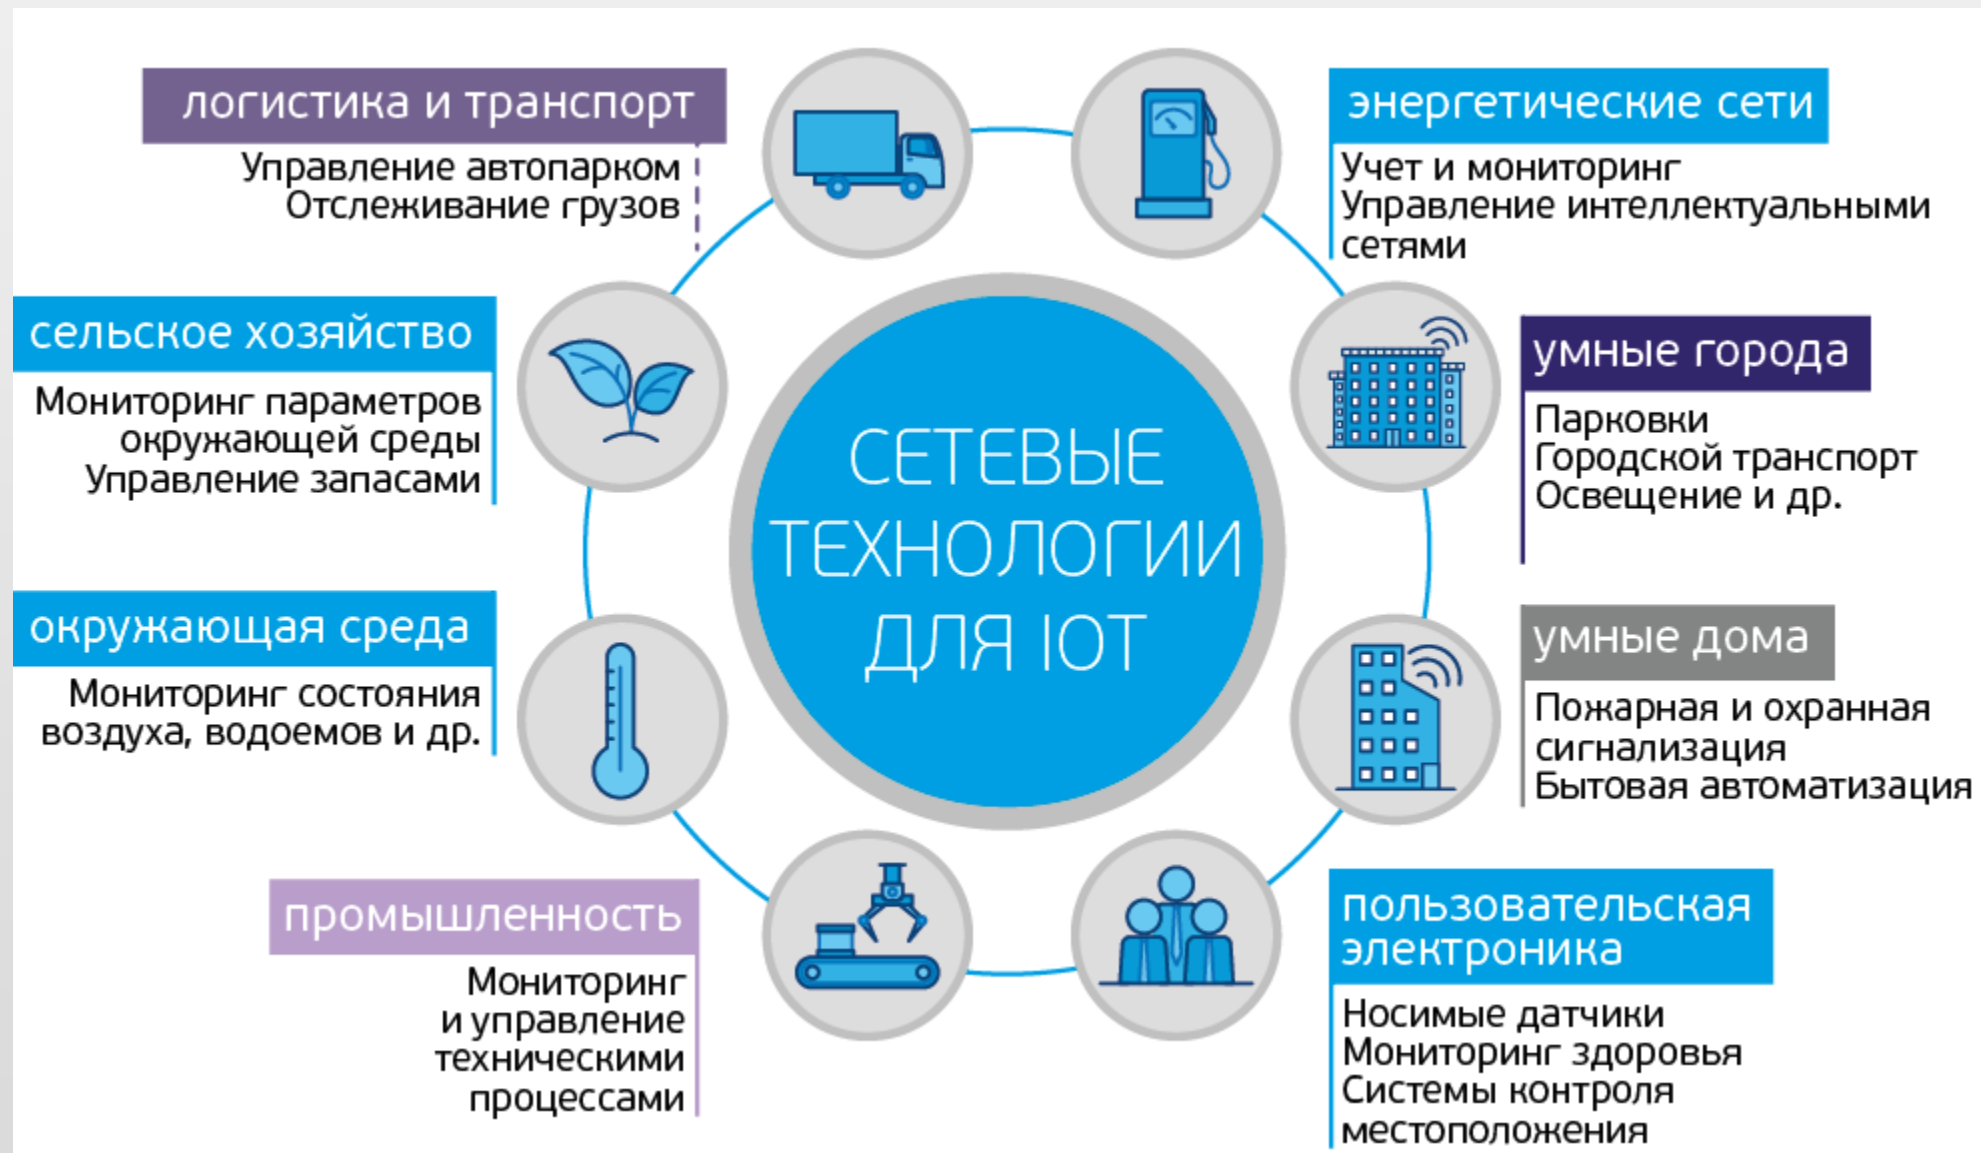 логистика и транспорт
Управление автопарком
Отслеживание грузов
энергетические сети
Учет и мониторинг
Управление интеллектуальными
сетями
сельское хозяйство
Мониторинг параметров
окружающей среды
Управление запасами
умные города
Парковки
Городской транспорт
Освещение и др.
СЕТЕВЫЕ
ТЕХНОЛОГИИ
ДЛЯ IOT
окружающая среда
Мониторинг состояния
воздуха, водоемов и др.
умные дома
Пожарная и охранная
сигнализация
Бытовая автоматизация
промышленность
Мониторинг
и управление
техническими
процессами
пользовательская
электроника
Носимые датчики
Мониторинг здоровья
Системы контроля
местоположения